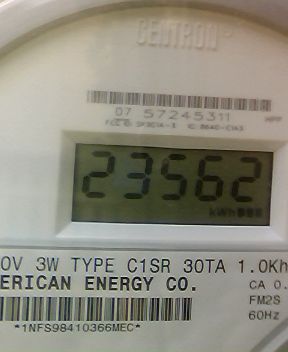 CENTRON
07 57245311
23562
kWh
0V 3W TYPE C1SR 30TA 1.0Kh
ERICAN ENERGY CO.
CA 0.
FM2S
60Hz
*1NFS98410366MEC*